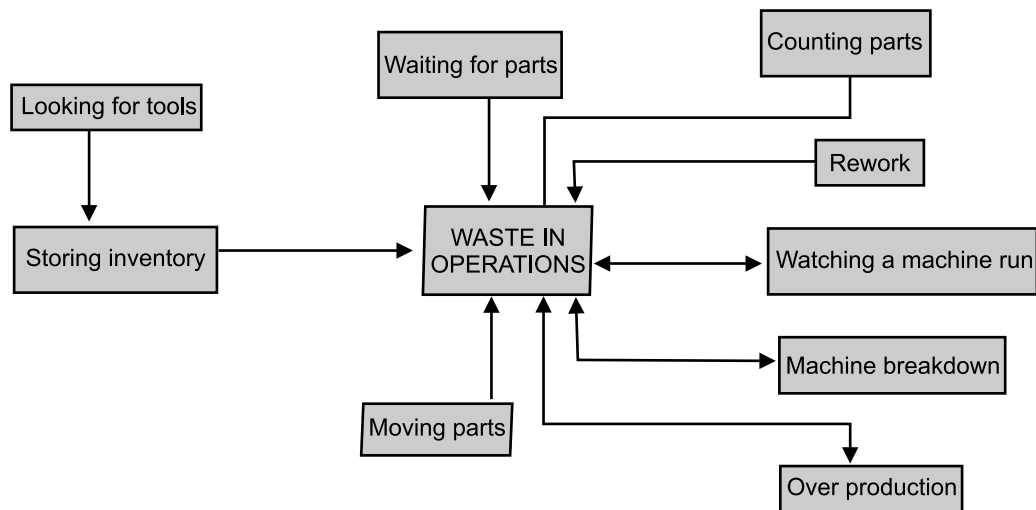 Counting parts
Waiting for parts
Looking for tools
Rework
WASTE IN
OPERATIONS
Storing inventory
Watching a machine run
Machine breakdown
Moving parts
Over production